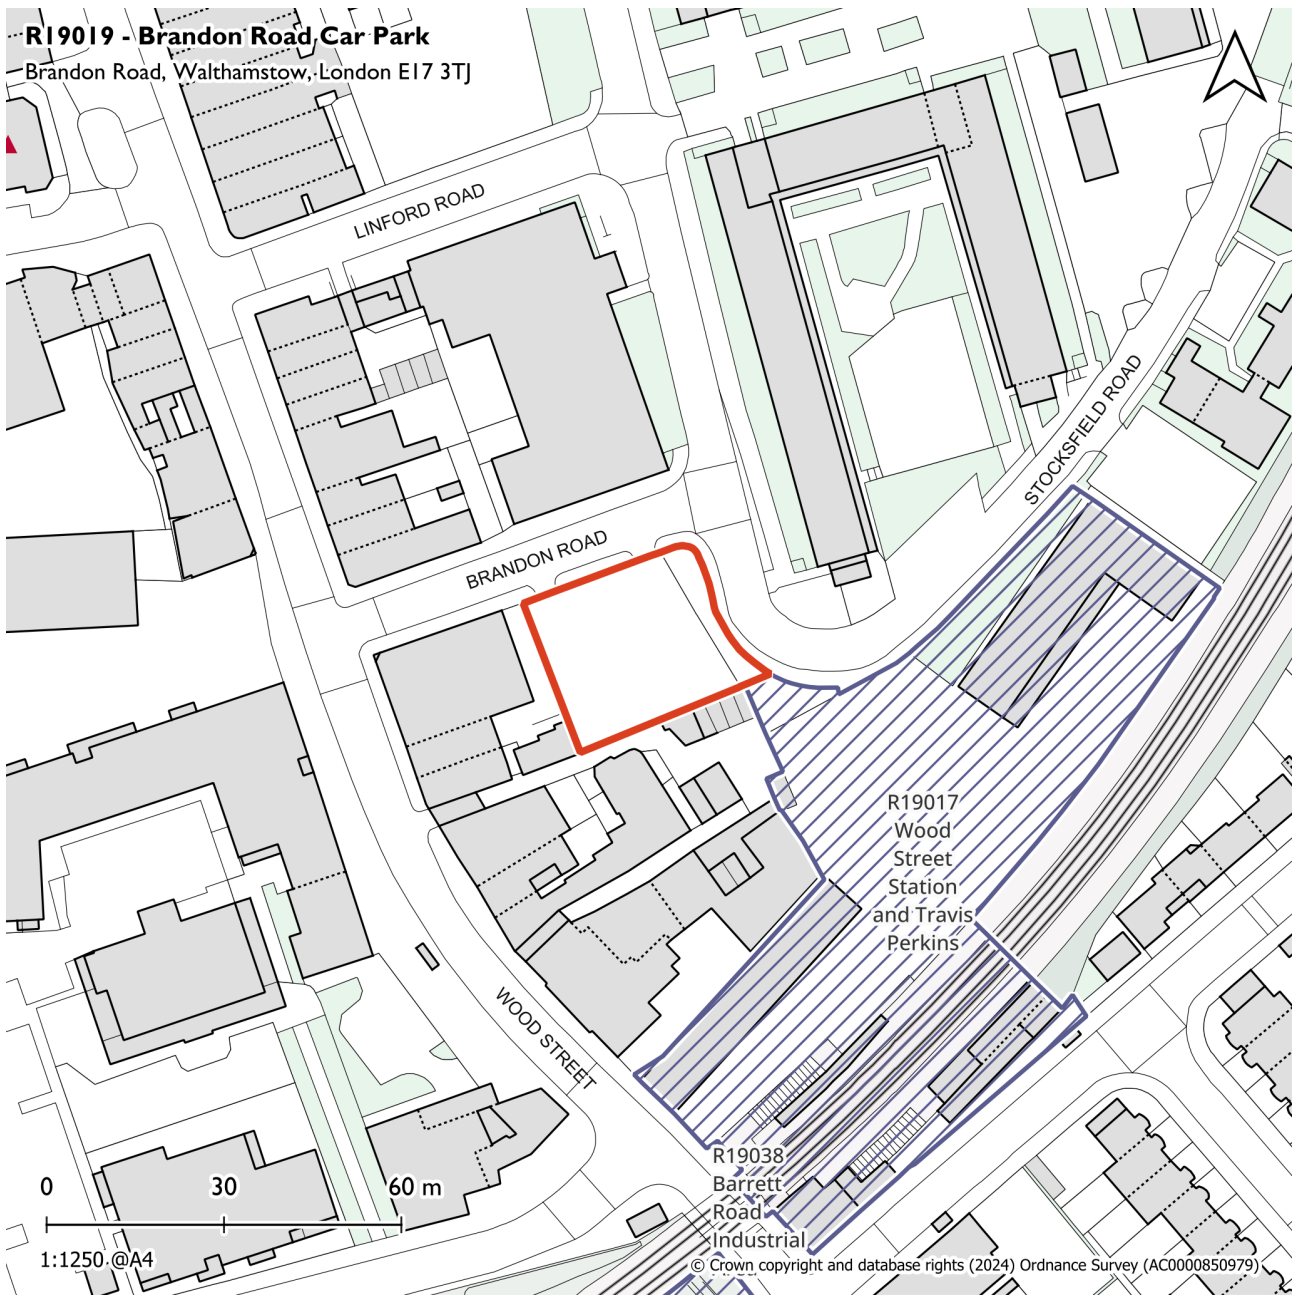 R19019 - Brandon Road Car Park
Brandon Road, Walthamstow, London E17 3TJ
LINFORD ROAD
STOCKSFIELD ROAD
BRANDON ROAD
R19017
Wood
Street
Station
and Travis
Perkins
WOOD STREET
R19038
Barrett
Road
Industrial
0 30 60 m
1:1250 @A4
© Crown copyright and database rights (2024) Ordnance Survey (AC0000850979)